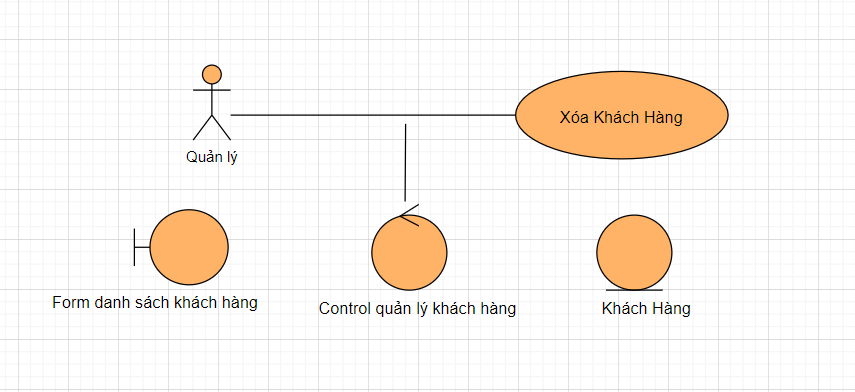 Xóa Khách Hàng
Quản lý
Form danh sách khách hàng
Control quản lý khách hàng
Khách Hàng